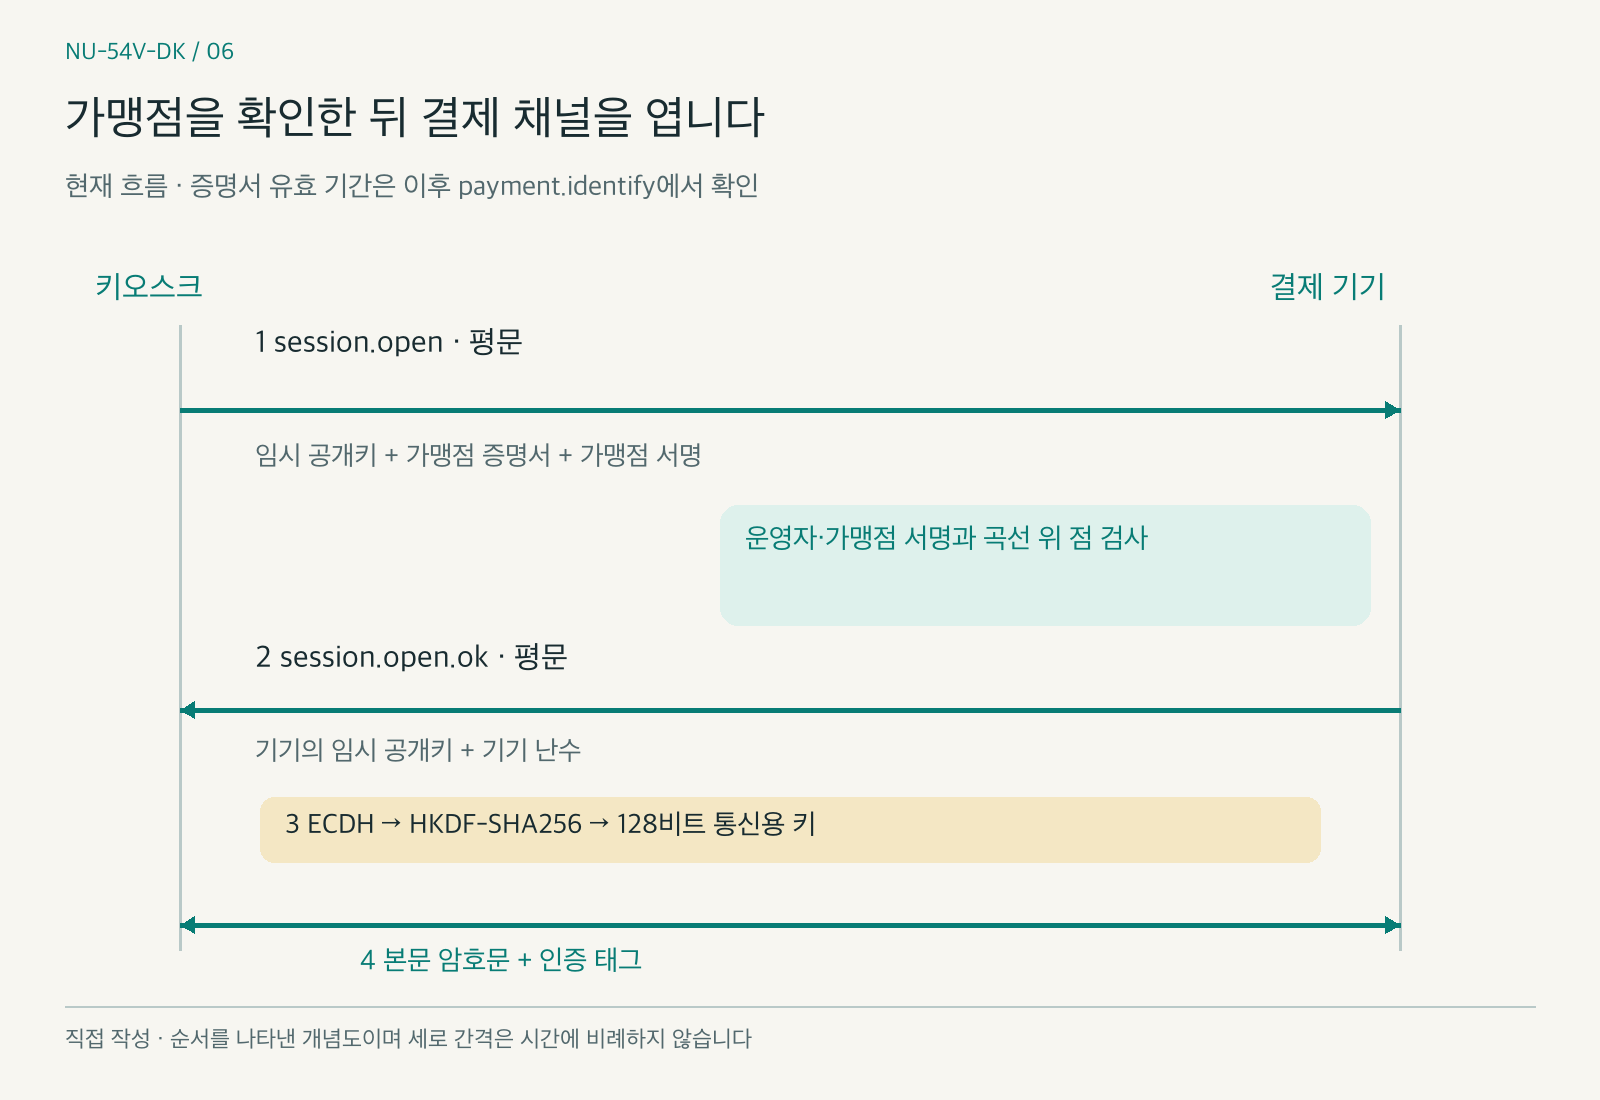 NU-54V-DK / 06
가맹점을 확인한 뒤 결제 채널을 엽니다
현재 흐름 · 증명서 유효 기간은 이후 payment.identify에서 확인
키오스크
결제 기기
1 session.open · 평문
임시 공개키 + 가맹점 증명서 + 가맹점 서명
운영자·가맹점 서명과 곡선 위 점 검사
2 session.open.ok · 평문
기기의 임시 공개키 + 기기 난수
3 ECDH → HKDF-SHA256 → 128비트 통신용 키
4 본문 암호문 + 인증 태그
직접 작성 · 순서를 나타낸 개념도이며 세로 간격은 시간에 비례하지 않습니다